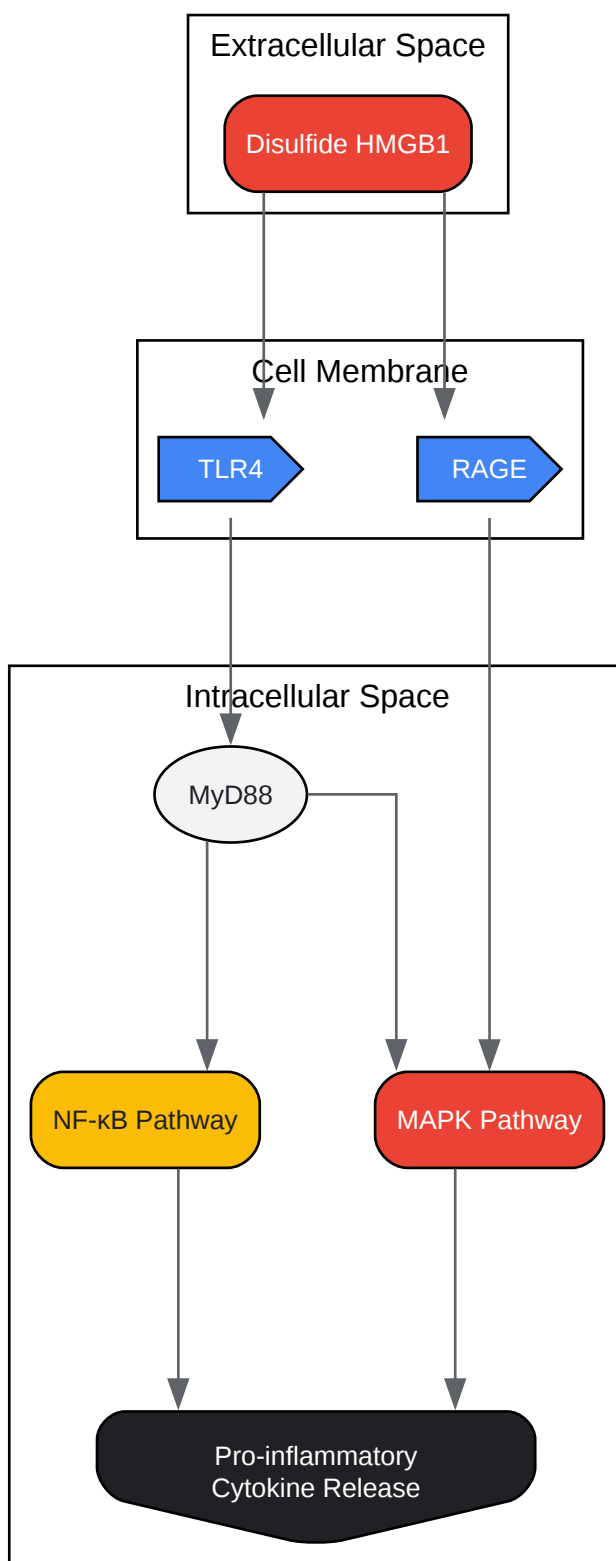 Extracellular Space
Disulfide HMGB1
Cell Membrane
TLR4
RAGE
Intracellular Space
MyD88
NF-κB Pathway
MAPK Pathway
Pro-inflammatory
Cytokine Release